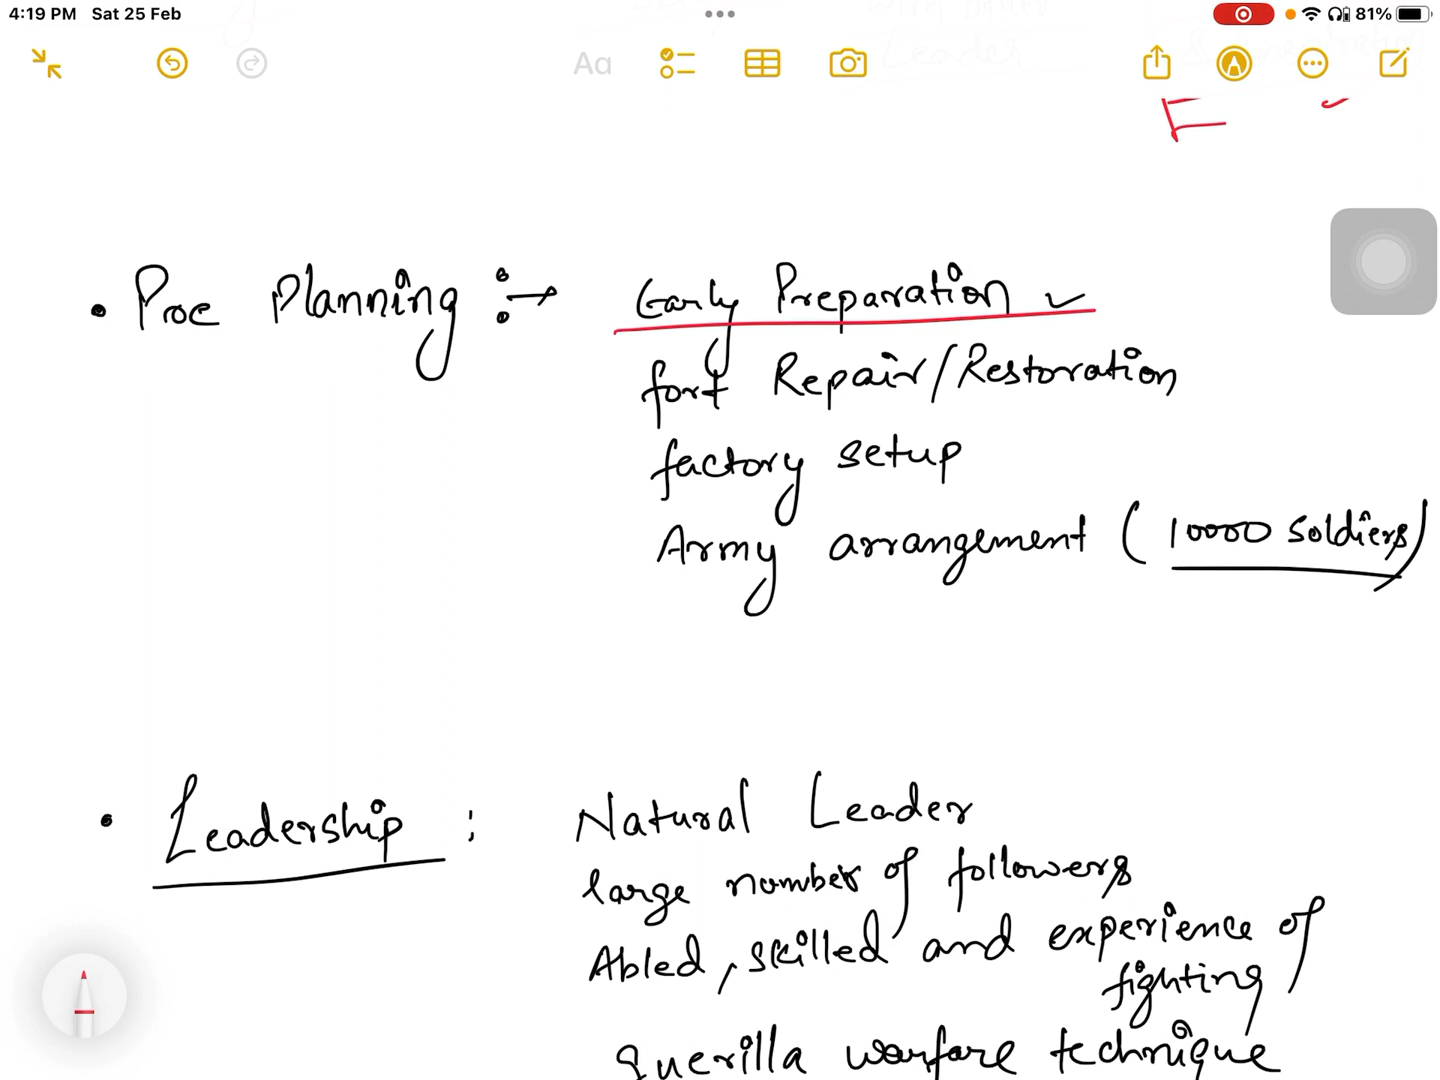 4:19 PM Sat 25 Feb
81%
Aa
Leader
• Pre Planning :→ Early Preparation ✓
fort Repair/Restoration
factory setup
Army arrangement (10000 soldiers)
• Leadership : Natural Leader
large number of followers
Abled, skilled and experience of
fighting
guerilla warfare technique